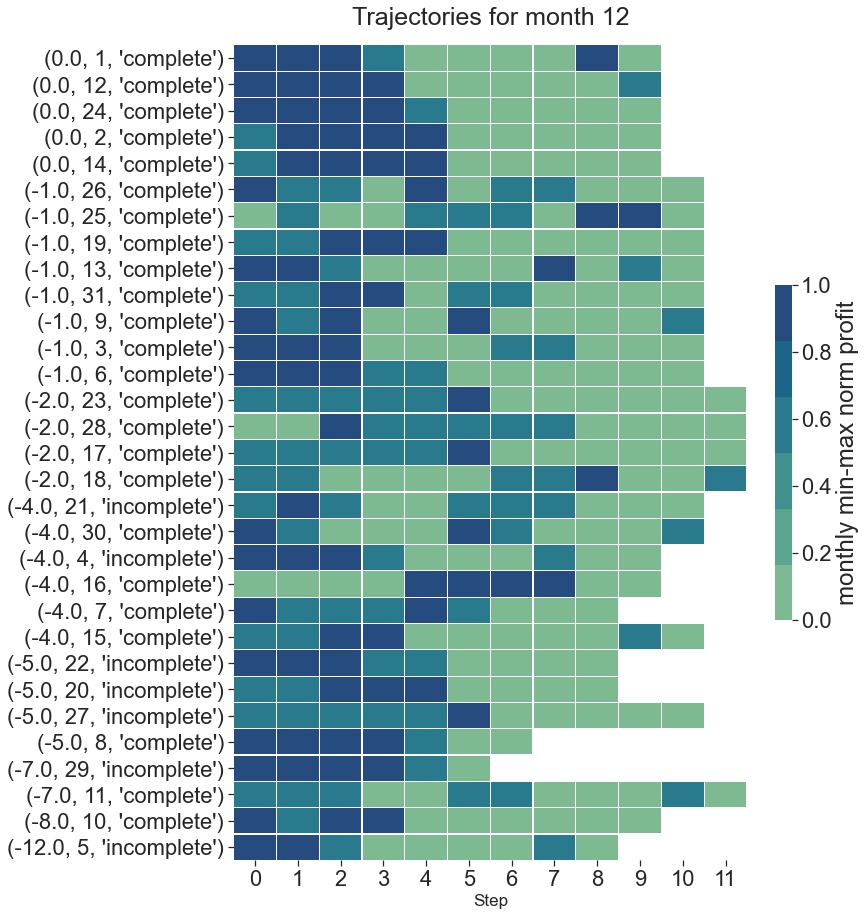 Trajectories for month 12
(0.0, 1, 'complete')
(0.0, 12, 'complete')
(0.0, 24, 'complete')
(0.0, 2, 'complete')
(0.0, 14, 'complete')
(-1.0, 26, 'complete')
(-1.0, 25, 'complete')
(-1.0, 19, 'complete')
(-1.0, 13, 'complete')
(-1.0, 31, 'complete')
(-1.0, 9, 'complete')
(-1.0, 3, 'complete')
(-1.0, 6, 'complete')
(-2.0, 23, 'complete')
(-2.0, 28, 'complete')
(-2.0, 17, 'complete')
(-2.0, 18, 'complete')
(-4.0, 21, 'incomplete')
(-4.0, 30, 'complete')
(-4.0, 4, 'incomplete')
(-4.0, 16, 'complete')
(-4.0, 7, 'complete')
(-4.0, 15, 'complete')
(-5.0, 22, 'incomplete')
(-5.0, 20, 'incomplete')
(-5.0, 27, 'incomplete')
(-5.0, 8, 'complete')
(-7.0, 29, 'incomplete')
(-7.0, 11, 'complete')
(-8.0, 10, 'complete')
(-12.0, 5, 'incomplete')
0 1 2 3 4 5 6 7 8 9 10 11
Step
1.0
0.8
0.6
0.4
0.2
0.0
monthly min-max norm profit